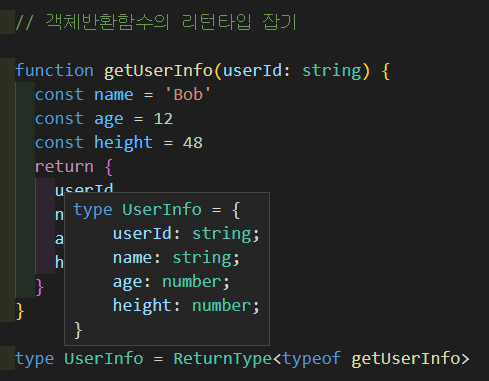 // 객체반환함수의 리턴타입 잡기
function getUserInfo(userId: string) {
const name = 'Bob'
const age = 12
const height = 48
return {
userId
type UserInfo = {
userId: string;
name: string;
age: number;
height: number;
}
}
}
type UserInfo = ReturnType<typeof getUserInfo>